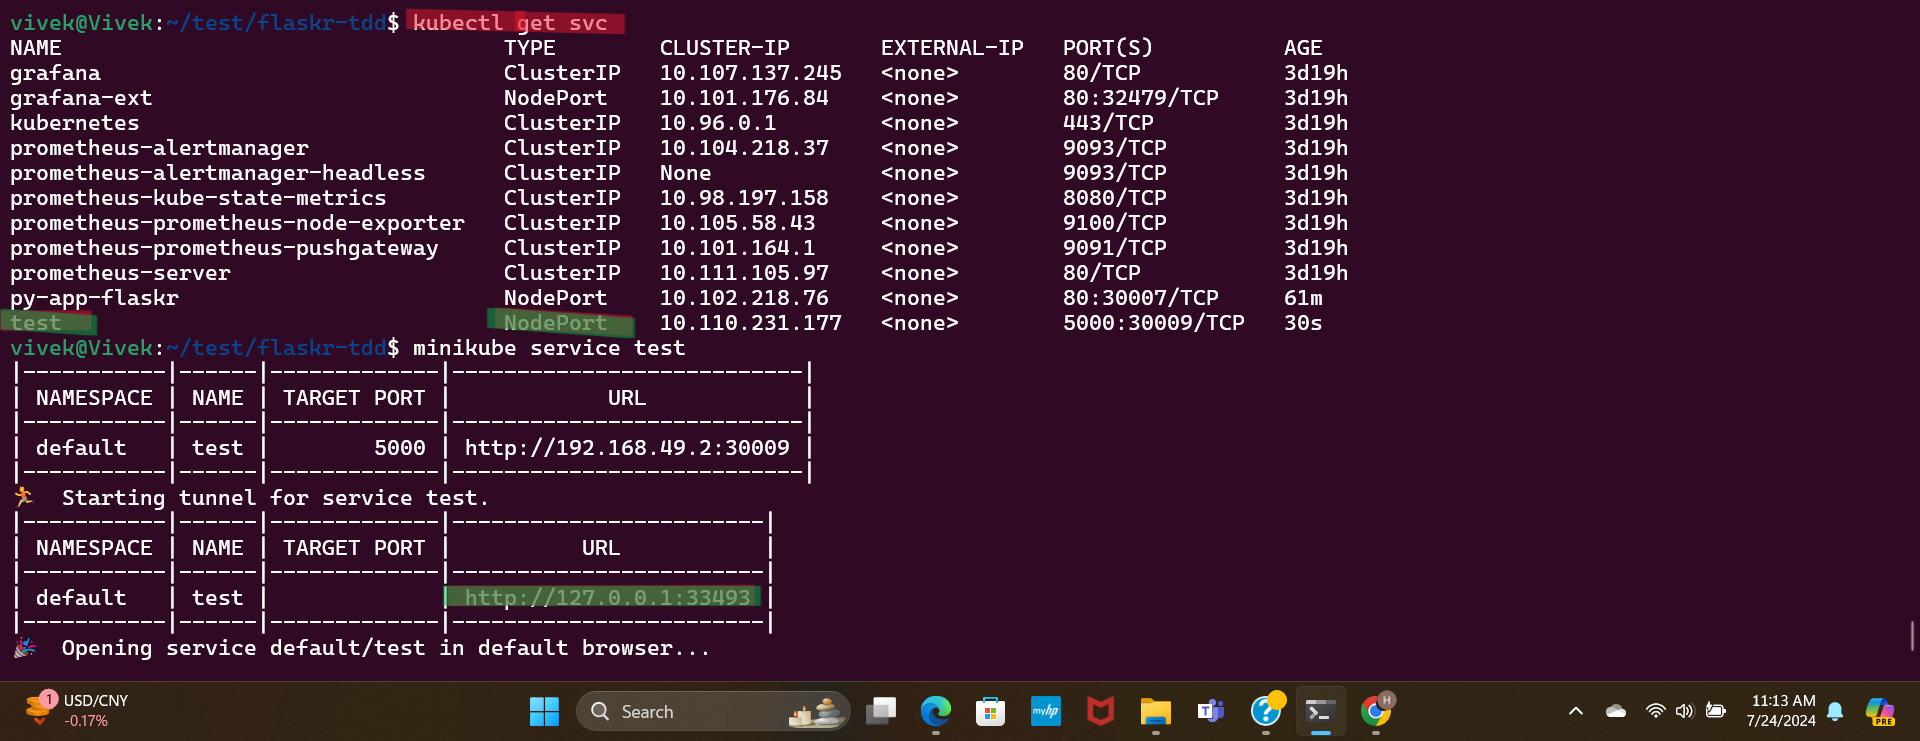 vivek@Vivek:~/test/flaskr-tdd$ kubectl get svc
NAME TYPE CLUSTER-IP EXTERNAL-IP PORT(S) AGE
grafana ClusterIP 10.107.137.245 <none> 80/TCP 3d19h
grafana-ext NodePort 10.101.176.84 <none> 80:32479/TCP 3d19h
kubernetes ClusterIP 10.96.0.1 <none> 443/TCP 3d19h
prometheus-alertmanager ClusterIP 10.104.218.37 <none> 9093/TCP 3d19h
prometheus-alertmanager-headless ClusterIP None <none> 9093/TCP 3d19h
prometheus-kube-state-metrics ClusterIP 10.98.197.158 <none> 8080/TCP 3d19h
prometheus-prometheus-node-exporter ClusterIP 10.105.58.43 <none> 9100/TCP 3d19h
prometheus-prometheus-pushgateway ClusterIP 10.101.164.1 <none> 9091/TCP 3d19h
prometheus-server ClusterIP 10.111.105.97 <none> 80/TCP 3d19h
py-app-flaskr NodePort 10.102.218.76 <none> 80:30007/TCP 61m
test NodePort 10.110.231.177 <none> 5000:30009/TCP 30s
vivek@Vivek:~/test/flaskr-tdd$ minikube service test
|-----------|------|-------------|---------------------------|
| NAMESPACE | NAME | TARGET PORT | URL |
|-----------|------|-------------|---------------------------|
| default | test | 5000 | http://192.168.49.2:30009 |
|-----------|------|-------------|---------------------------|
🏃 Starting tunnel for service test.
|-----------|------|-------------|------------------------|
| NAMESPACE | NAME | TARGET PORT | URL |
|-----------|------|-------------|------------------------|
| default | test | | http://127.0.0.1:33493 |
|-----------|------|-------------|------------------------|
🎉 Opening service default/test in default browser...
1 USD/CNY
-0.17%
Search
myhp
T
?
H
11:13 AM
7/24/2024
PRE